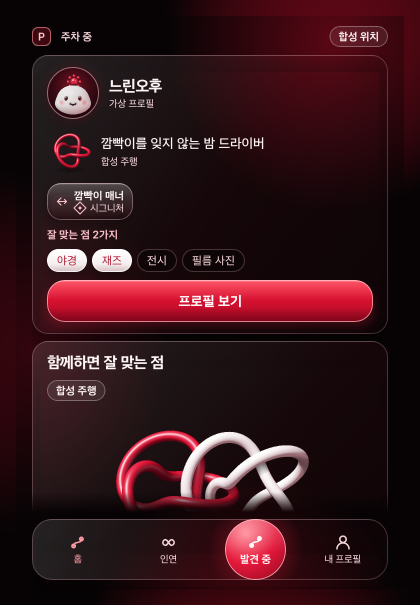 P 주차 중
합성 위치
느린오후
가상 프로필
깜빡이를 잊지 않는 밤 드라이버
합성 주행
깜빡이 매너
시그니처
잘 맞는 점 2가지
야경 재즈 전시 필름 사진
프로필 보기
함께하면 잘 맞는 점
합성 주행
홈 인연 발견 중 내 프로필